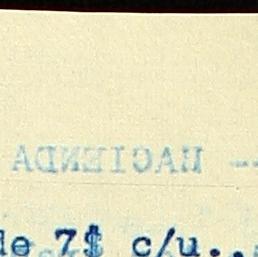 HACIENDA --
de 7$ c/u..